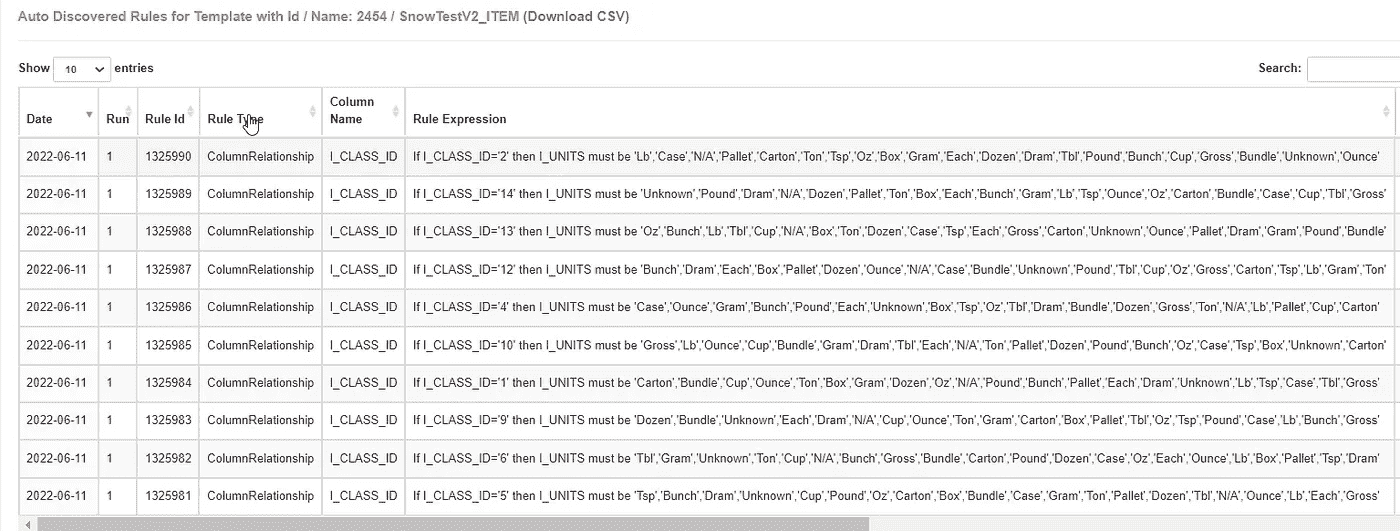 Auto Discovered Rules for Template with Id / Name: 2454 / SnowTestV2_ITEM (Download CSV)
Show 10 entries Search:
Date Run Rule Id Rule Type Column Name Rule Expression
2022-06-11 1 1325990 ColumnRelationship I_CLASS_ID If I_CLASS_ID='2' then I_UNITS must be 'Lb','Case','N/A','Pallet','Carton','Ton','Tsp','Oz','Box','Gram','Each','Dozen','Dram','Tbl','Pound','Bunch','Cup','Gross','Bundle','Unknown','Ounce'
2022-06-11 1 1325989 ColumnRelationship I_CLASS_ID If I_CLASS_ID='14' then I_UNITS must be 'Unknown','Pound','Dram','N/A','Dozen','Pallet','Ton','Box','Each','Bunch','Gram','Lb','Tsp','Ounce','Oz','Carton','Bundle','Case','Cup','Tbl','Gross'
2022-06-11 1 1325988 ColumnRelationship I_CLASS_ID If I_CLASS_ID='13' then I_UNITS must be 'Oz','Bunch','Lb','Tbl','Cup','N/A','Box','Ton','Dozen','Case','Tsp','Each','Gross','Carton','Unknown','Ounce','Pallet','Dram','Gram','Pound','Bundle'
2022-06-11 1 1325987 ColumnRelationship I_CLASS_ID If I_CLASS_ID='12' then I_UNITS must be 'Bunch','Dram','Each','Box','Pallet','Dozen','Ounce','N/A','Case','Bundle','Unknown','Pound','Tbl','Cup','Oz','Gross','Carton','Tsp','Lb','Gram','Ton'
2022-06-11 1 1325986 ColumnRelationship I_CLASS_ID If I_CLASS_ID='4' then I_UNITS must be 'Case','Ounce','Gram','Bunch','Pound','Each','Unknown','Box','Tsp','Oz','Tbl','Dram','Bundle','Dozen','Gross','Ton','N/A','Lb','Pallet','Cup','Carton'
2022-06-11 1 1325985 ColumnRelationship I_CLASS_ID If I_CLASS_ID='10' then I_UNITS must be 'Gross','Lb','Ounce','Cup','Bundle','Gram','Dram','Tbl','Each','N/A','Ton','Pallet','Dozen','Pound','Bunch','Oz','Case','Tsp','Box','Unknown','Carton'
2022-06-11 1 1325984 ColumnRelationship I_CLASS_ID If I_CLASS_ID='1' then I_UNITS must be 'Carton','Bundle','Cup','Ounce','Ton','Box','Gram','Dozen','Oz','N/A','Pound','Bunch','Pallet','Each','Dram','Unknown','Lb','Tsp','Case','Tbl','Gross'
2022-06-11 1 1325983 ColumnRelationship I_CLASS_ID If I_CLASS_ID='9' then I_UNITS must be 'Dozen','Bundle','Unknown','Each','Dram','N/A','Cup','Ounce','Ton','Gram','Carton','Box','Pallet','Tbl','Oz','Tsp','Pound','Case','Lb','Bunch','Gross'
2022-06-11 1 1325982 ColumnRelationship I_CLASS_ID If I_CLASS_ID='6' then I_UNITS must be 'Tbl','Gram','Unknown','Ton','Cup','N/A','Bunch','Gross','Bundle','Carton','Pound','Dozen','Case','Oz','Each','Ounce','Lb','Box','Pallet','Tsp','Dram'
2022-06-11 1 1325981 ColumnRelationship I_CLASS_ID If I_CLASS_ID='5' then I_UNITS must be 'Tsp','Bunch','Dram','Unknown','Cup','Pound','Oz','Carton','Box','Bundle','Case','Gram','Ton','Pallet','Dozen','Tbl','N/A','Ounce','Lb','Each','Gross'